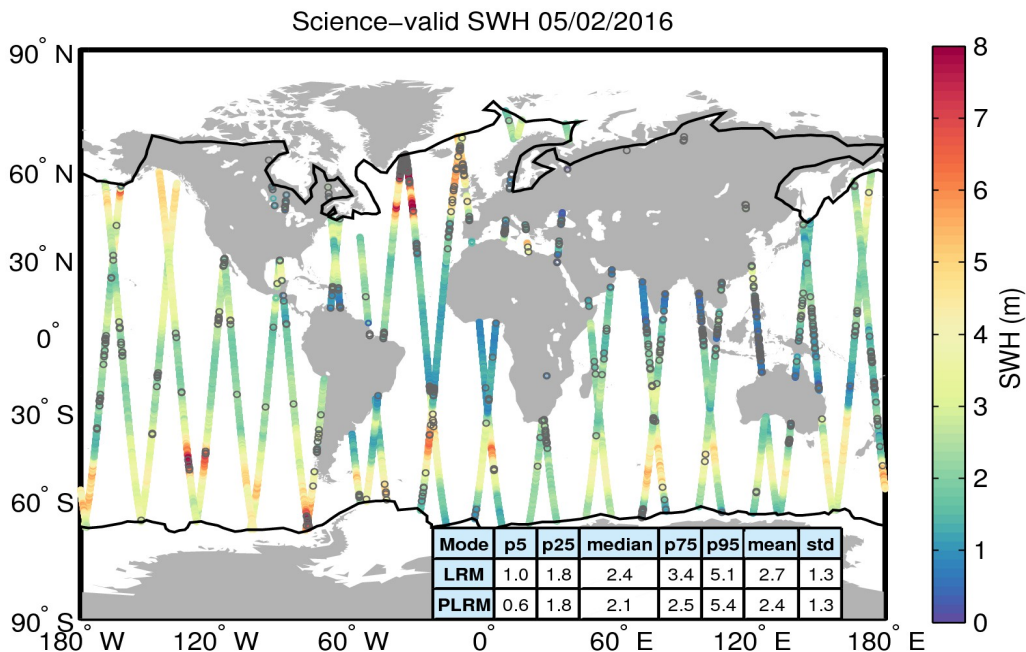 Science−valid SWH 05/02/2016
90° N
60° N
30° N
0°
30° S
60° S
90° S
180° W
120° W
60° W
0°
60° E
120° E
180° E
Mode p5 p25 median p75 p95 mean std
LRM 1.0 1.8 2.4 3.4 5.1 2.7 1.3
PLRM 0.6 1.8 2.1 2.5 5.4 2.4 1.3
8
7
6
5
4
3
2
1
0
SWH (m)